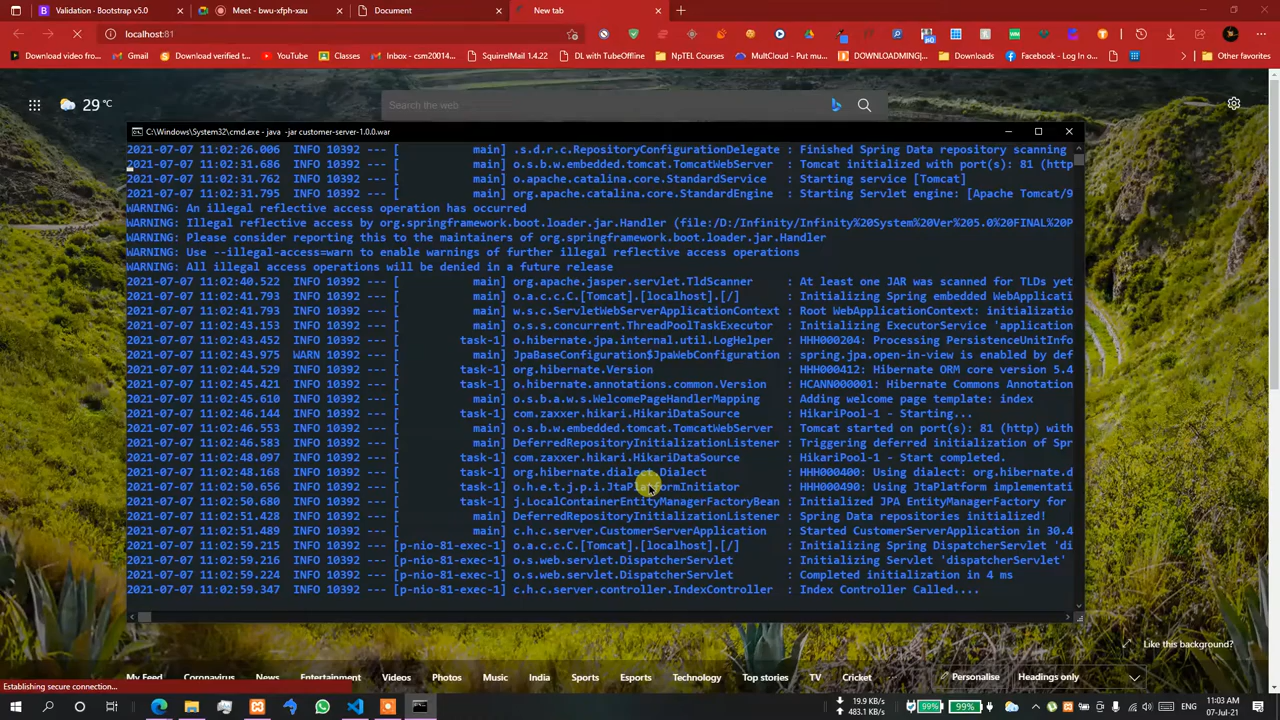 Validation - Bootstrap v5.0
Meet - bwu-xfph-xau
Document
New tab
localhost:81
Download video from...
Gmail
Download verified t...
YouTube
Classes
Inbox - csm20014...
SquirrelMail 1.4.22
DL with TubeOffline
NpTEL Courses
MultCloud - Put mu...
DOWNLOADMING|...
Downloads
Facebook - Log In o...
Other favorites
29 °C
Search the web
C:\Windows\System32\cmd.exe - java -jar customer-server-1.0.0.war
2021-07-07 11:02:26.006 INFO 10392 --- [ main] .s.d.r.c.RepositoryConfigurationDelegate : Finished Spring Data repository scanning
2021-07-07 11:02:31.686 INFO 10392 --- [ main] o.s.b.w.embedded.tomcat.TomcatWebServer : Tomcat initialized with port(s): 81 (http
2021-07-07 11:02:31.762 INFO 10392 --- [ main] o.apache.catalina.core.StandardService : Starting service [Tomcat]
2021-07-07 11:02:31.795 INFO 10392 --- [ main] org.apache.catalina.core.StandardEngine : Starting Servlet engine: [Apache Tomcat/9
WARNING: An illegal reflective access operation has occurred
WARNING: Illegal reflective access by org.springframework.boot.loader.jar.Handler (file:/D:/Infinity/Infinity%20System%20Ver%205.0%20FINAL%20P
WARNING: Please consider reporting this to the maintainers of org.springframework.boot.loader.jar.Handler
WARNING: Use --illegal-access=warn to enable warnings of further illegal reflective access operations
WARNING: All illegal access operations will be denied in a future release
2021-07-07 11:02:40.522 INFO 10392 --- [ main] org.apache.jasper.servlet.TldScanner : At least one JAR was scanned for TLDs yet
2021-07-07 11:02:41.793 INFO 10392 --- [ main] o.a.c.c.C.[Tomcat].[localhost].[/] : Initializing Spring embedded WebApplicati
2021-07-07 11:02:41.793 INFO 10392 --- [ main] w.s.c.ServletWebServerApplicationContext : Root WebApplicationContext: initializatio
2021-07-07 11:02:43.153 INFO 10392 --- [ main] o.s.s.concurrent.ThreadPoolTaskExecutor : Initializing ExecutorService 'application
2021-07-07 11:02:43.452 INFO 10392 --- [ task-1] o.hibernate.jpa.internal.util.LogHelper : HHH000204: Processing PersistenceUnitInfo
2021-07-07 11:02:43.975 WARN 10392 --- [ main] JpaBaseConfiguration$JpaWebConfiguration : spring.jpa.open-in-view is enabled by def
2021-07-07 11:02:44.529 INFO 10392 --- [ task-1] org.hibernate.Version : HHH000412: Hibernate ORM core version 5.4
2021-07-07 11:02:45.421 INFO 10392 --- [ task-1] o.hibernate.annotations.common.Version : HCANN000001: Hibernate Commons Annotation
2021-07-07 11:02:45.610 INFO 10392 --- [ main] o.s.b.a.w.s.WelcomePageHandlerMapping : Adding welcome page template: index
2021-07-07 11:02:46.144 INFO 10392 --- [ task-1] com.zaxxer.hikari.HikariDataSource : HikariPool-1 - Starting...
2021-07-07 11:02:46.553 INFO 10392 --- [ main] o.s.b.w.embedded.tomcat.TomcatWebServer : Tomcat started on port(s): 81 (http) with
2021-07-07 11:02:46.583 INFO 10392 --- [ main] DeferredRepositoryInitializationListener : Triggering deferred initialization of Spr
2021-07-07 11:02:48.097 INFO 10392 --- [ task-1] com.zaxxer.hikari.HikariDataSource : HikariPool-1 - Start completed.
2021-07-07 11:02:48.168 INFO 10392 --- [ task-1] org.hibernate.dialect.Dialect : HHH000400: Using dialect: org.hibernate.d
2021-07-07 11:02:50.656 INFO 10392 --- [ task-1] o.h.e.t.j.p.i.JtaPlatformInitiator : HHH000490: Using JtaPlatform implementati
2021-07-07 11:02:50.680 INFO 10392 --- [ task-1] j.LocalContainerEntityManagerFactoryBean : Initialized JPA EntityManagerFactory for
2021-07-07 11:02:51.428 INFO 10392 --- [ main] DeferredRepositoryInitializationListener : Spring Data repositories initialized!
2021-07-07 11:02:51.489 INFO 10392 --- [ main] c.h.c.server.CustomerServerApplication : Started CustomerServerApplication in 30.4
2021-07-07 11:02:59.215 INFO 10392 --- [p-nio-81-exec-1] o.a.c.c.C.[Tomcat].[localhost].[/] : Initializing Spring DispatcherServlet 'di
2021-07-07 11:02:59.216 INFO 10392 --- [p-nio-81-exec-1] o.s.web.servlet.DispatcherServlet : Initializing Servlet 'dispatcherServlet'
2021-07-07 11:02:59.224 INFO 10392 --- [p-nio-81-exec-1] o.s.web.servlet.DispatcherServlet : Completed initialization in 4 ms
2021-07-07 11:02:59.347 INFO 10392 --- [p-nio-81-exec-1] c.h.c.server.controller.IndexController : Index Controller Called....
Like this background?
My Feed
Coronavirus
News
Entertainment
Videos
Photos
Music
India
Sports
Esports
Technology
Top stories
TV
Cricket
Personalise
Headings only
Establishing secure connection...
19.9 KB/s
483.1 KB/s
99%
99%
ENG
11:03 AM
07-Jul-21